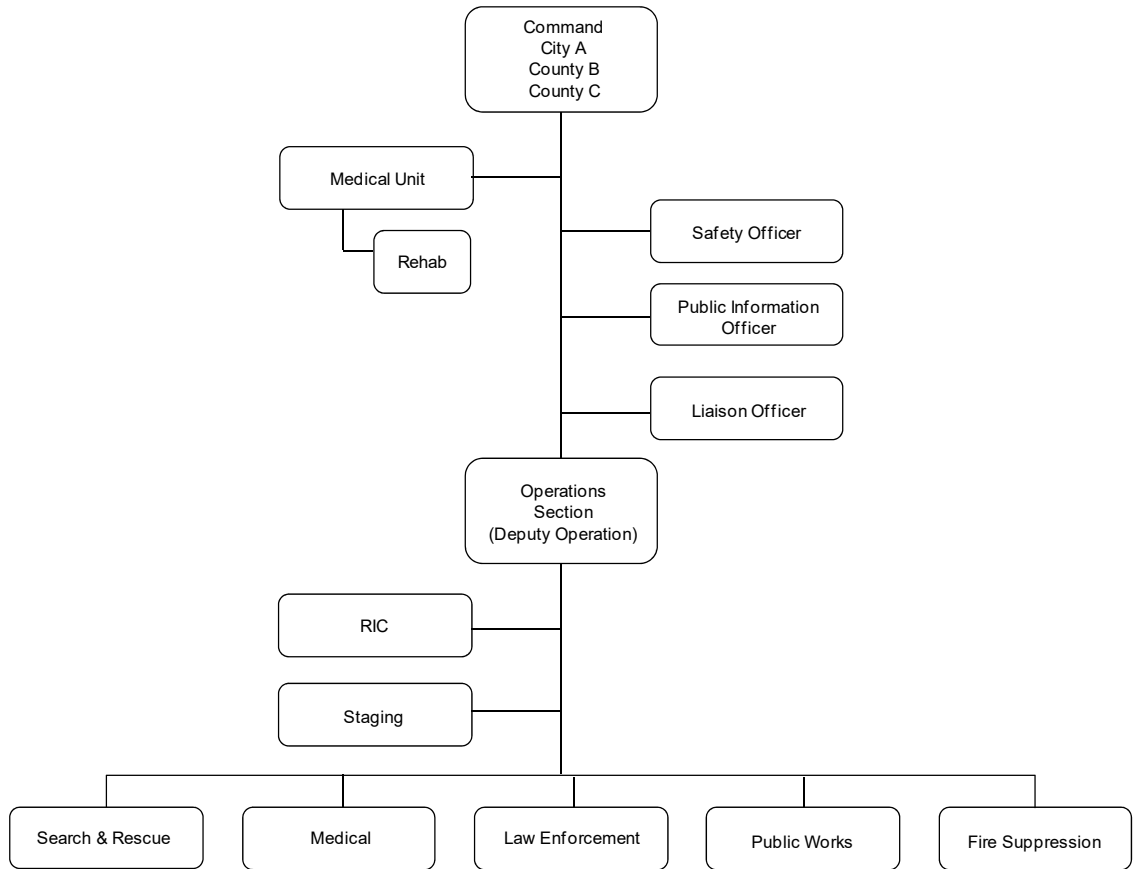 Command
City A
County B
County C
Medical Unit
Safety Officer
Rehab
Public Information
Officer
Liaison Officer
Operations
Section
(Deputy Operation)
RIC
Staging
Search & Rescue
Medical
Law Enforcement
Public Works
Fire Suppression